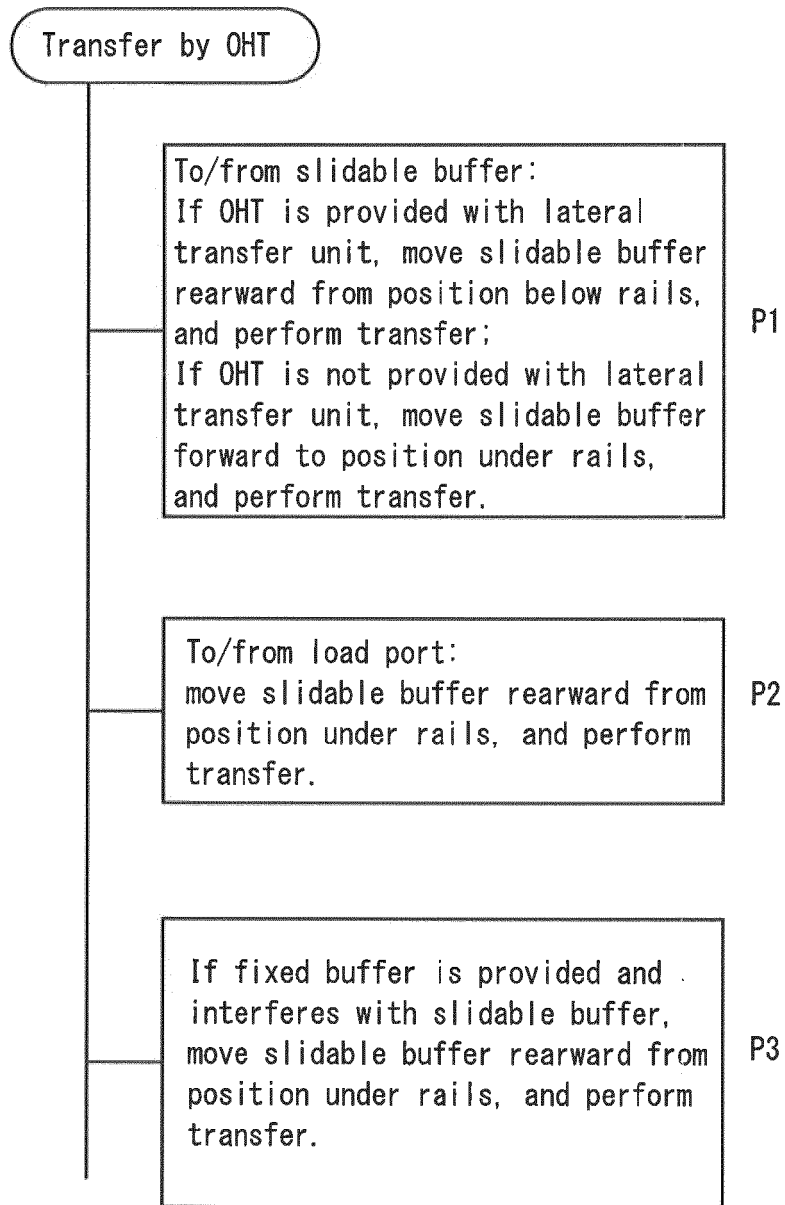 Transfer by OHT
To/from slidable buffer:
If OHT is provided with lateral
transfer unit, move slidable buffer
rearward from position below rails,
and perform transfer;
If OHT is not provided with lateral
transfer unit, move slidable buffer
forward to position under rails,
and perform transfer.
P1
To/from load port:
move slidable buffer rearward from
position under rails, and perform
transfer.
P2
If fixed buffer is provided and
interferes with slidable buffer,
move slidable buffer rearward from
position under rails, and perform
transfer.
P3